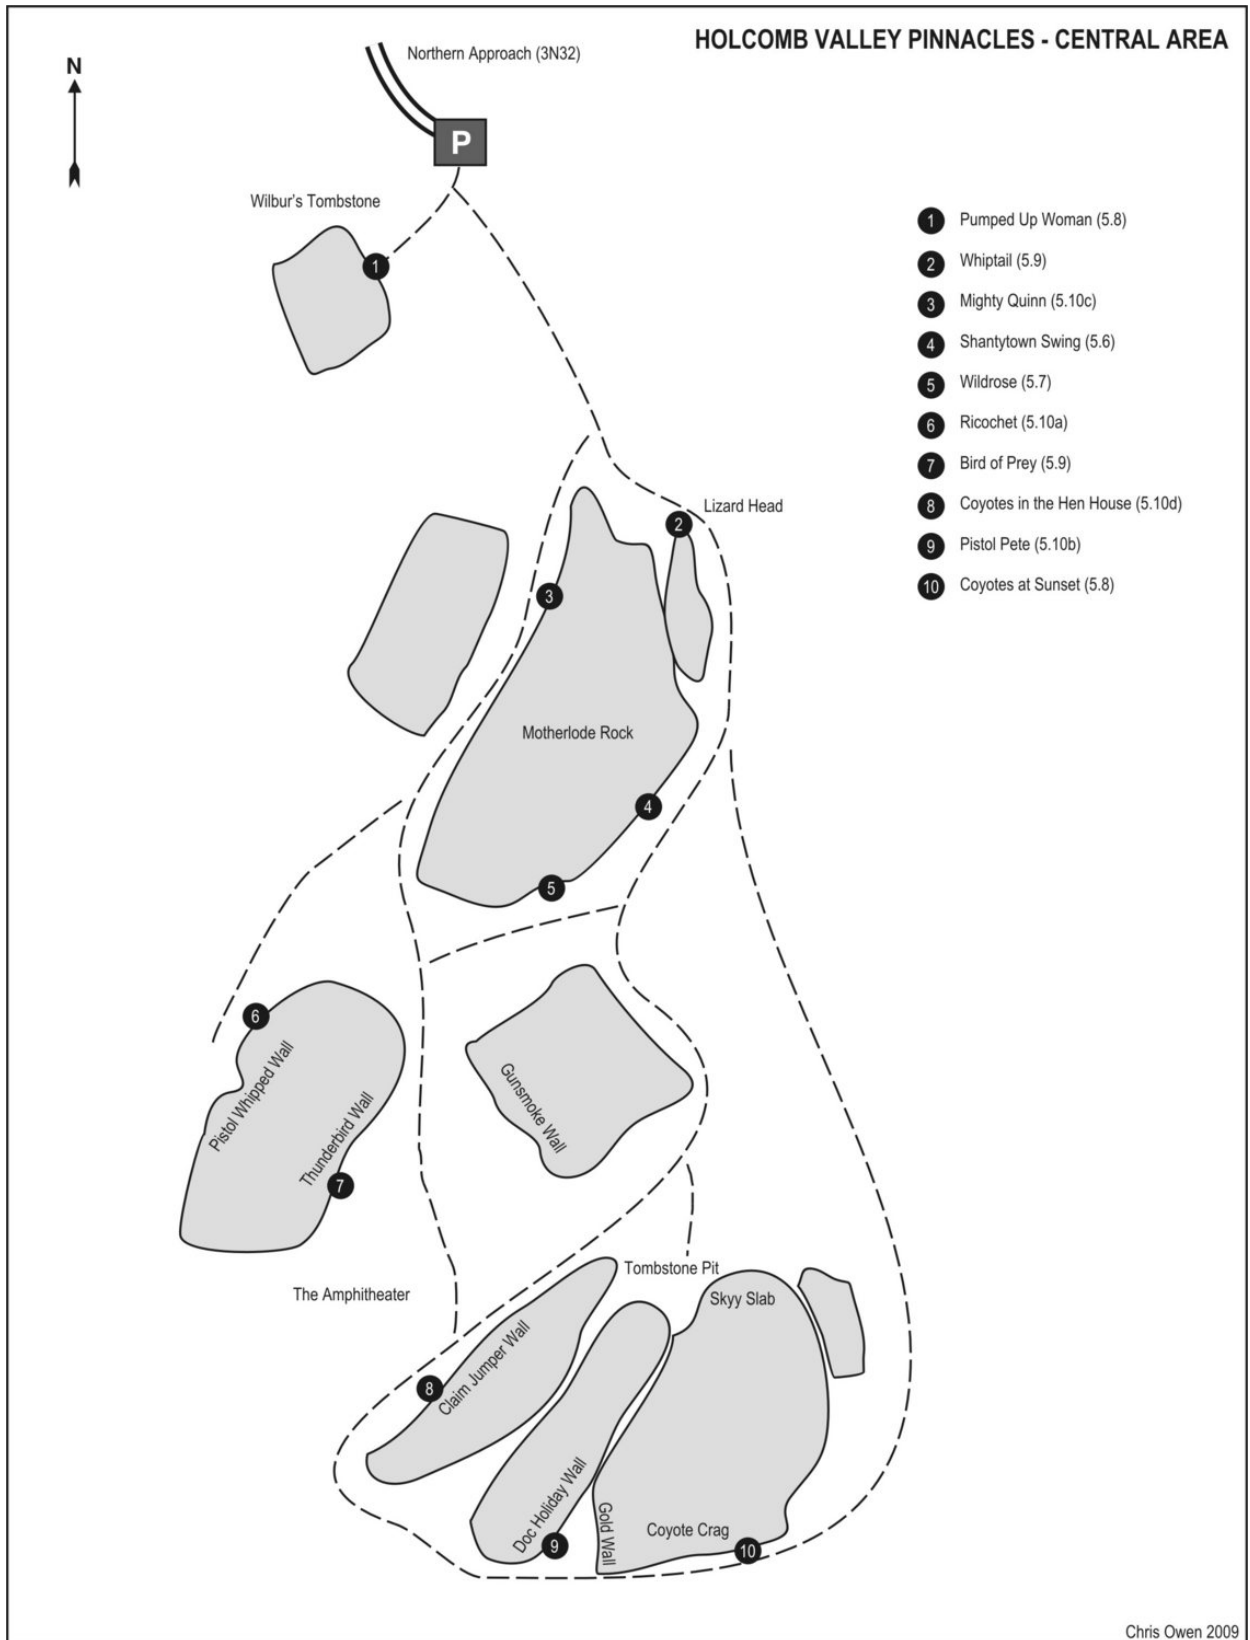 HOLCOMB VALLEY PINNACLES - CENTRAL AREA
Northern Approach (3N32)
N
P
Wilbur's Tombstone
1
1 Pumped Up Woman (5.8)
2 Whiptail (5.9)
3 Mighty Quinn (5.10c)
4 Shantytown Swing (5.6)
5 Wildrose (5.7)
6 Ricochet (5.10a)
7 Bird of Prey (5.9)
8 Coyotes in the Hen House (5.10d)
9 Pistol Pete (5.10b)
10 Coyotes at Sunset (5.8)
Lizard Head
2
3
Motherlode Rock
4
5
6
Pistol Whipped Wall
Thunderbird Wall
7
Gunsmoke Wall
The Amphitheater
Tombstone Pit
Skyy Slab
Claim Jumper Wall
8
Doc Holiday Wall
9
Gold Wall
Coyote Crag
10
Chris Owen 2009